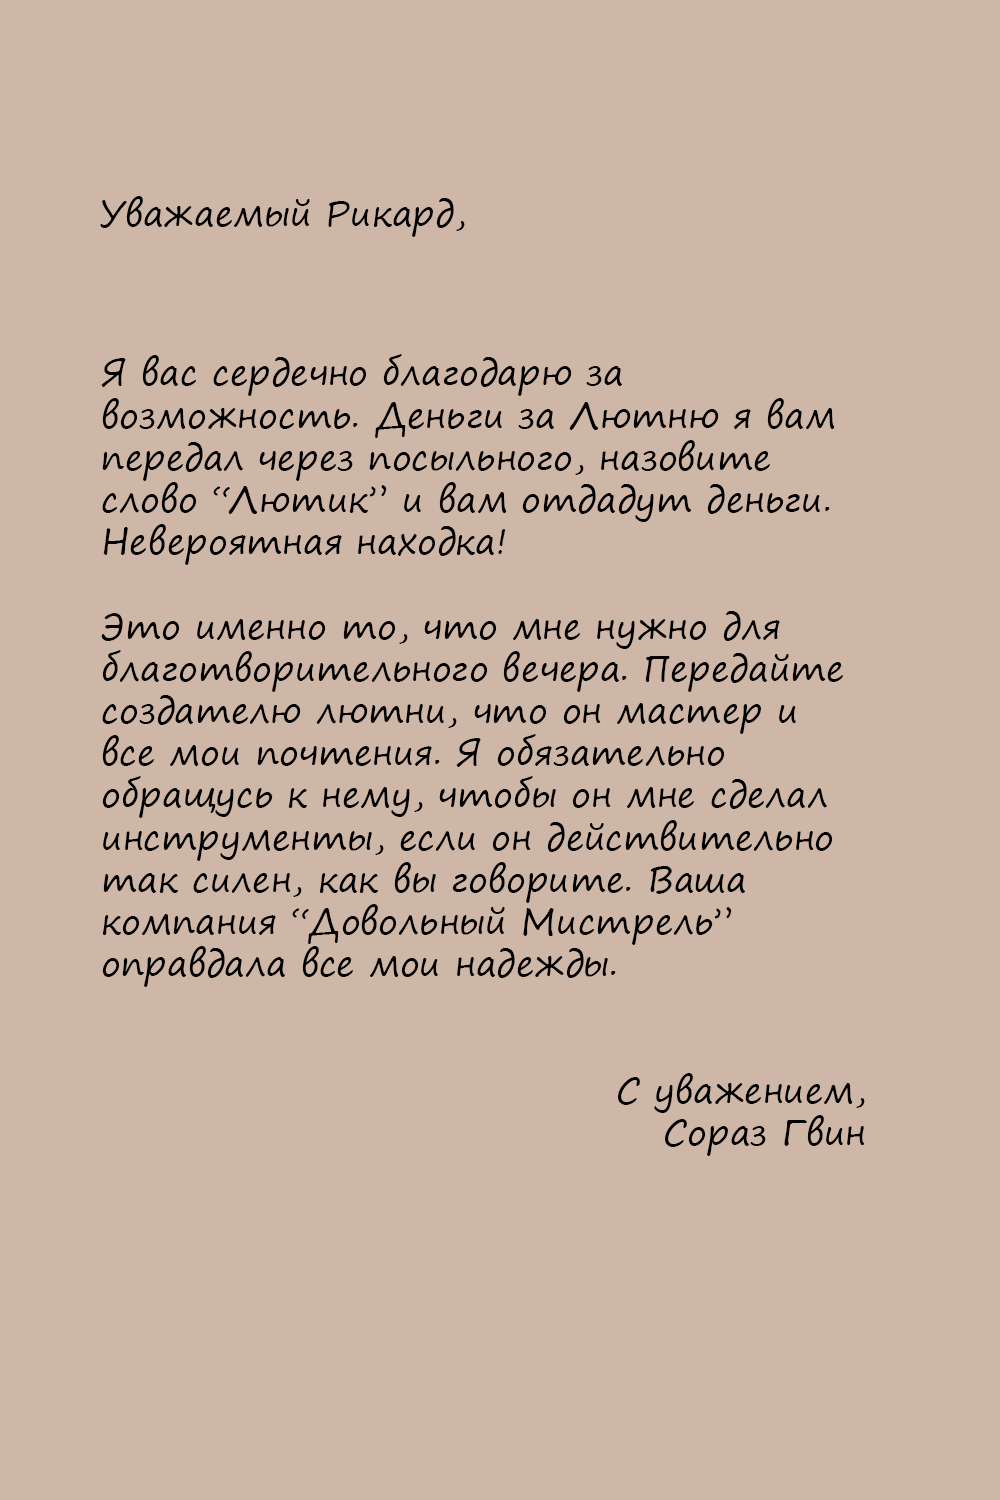 Уважаемый Рикард,
Я вас сердечно благодарю за
возможность. Деньги за Лютню я вам
передал через посыльного, назовите
слово “Лютик” и вам отдадут деньги.
Невероятная находка!
Это именно то, что мне нужно для
благотворительного вечера. Передайте
создателю лютни, что он мастер и
все мои почтения. Я обязательно
обращусь к нему, чтобы он мне сделал
инструменты, если он действительно
так силен, как вы говорите. Ваша
компания “Довольный Мистрель”
оправдала все мои надежды.
С уважением,
Сораз Гвин